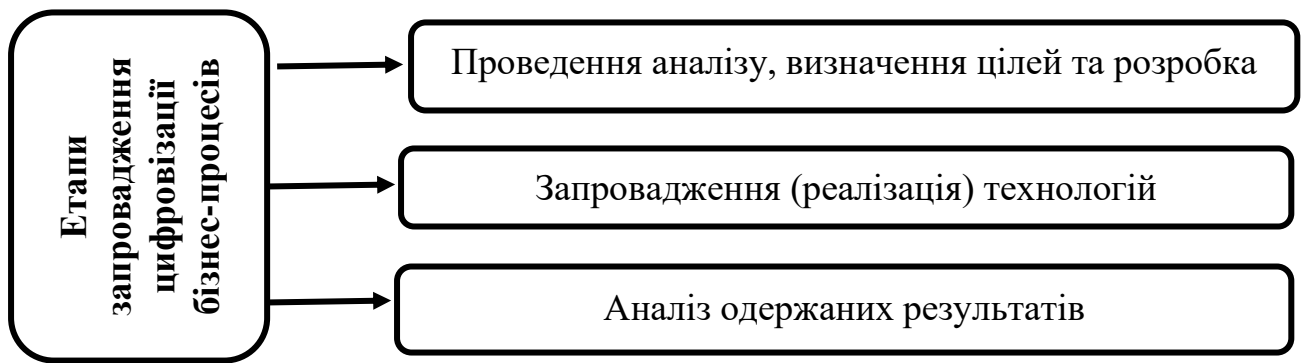 Етапи
запровадження
цифровізації
бізнес-процесів
Проведення аналізу, визначення цілей та розробка
Запровадження (реалізація) технологій
Аналіз одержаних результатів